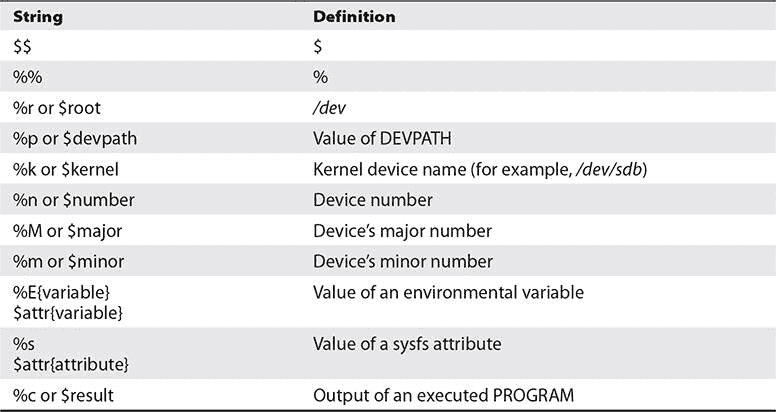 String Definition
$$ $
%% %
%r or $root /dev
%p or $devpath Value of DEVPATH
%k or $kernel Kernel device name (for example, /dev/sdb)
%n or $number Device number
%M or $major Device’s major number
%m or $minor Device’s minor number
%E{variable} Value of an environmental variable
$attr{variable}
%s Value of a sysfs attribute
$attr{attribute}
%c or $result Output of an executed PROGRAM